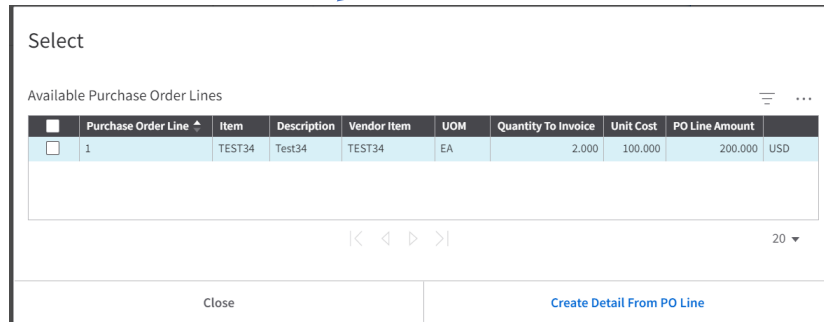 Select
Available Purchase Order Lines
Purchase Order Line Item Description Vendor Item UOM Quantity To Invoice Unit Cost PO Line Amount
1 TEST34 Test34 TEST34 EA 2.000 100.000 200.000 USD
20
Close Create Detail From PO Line